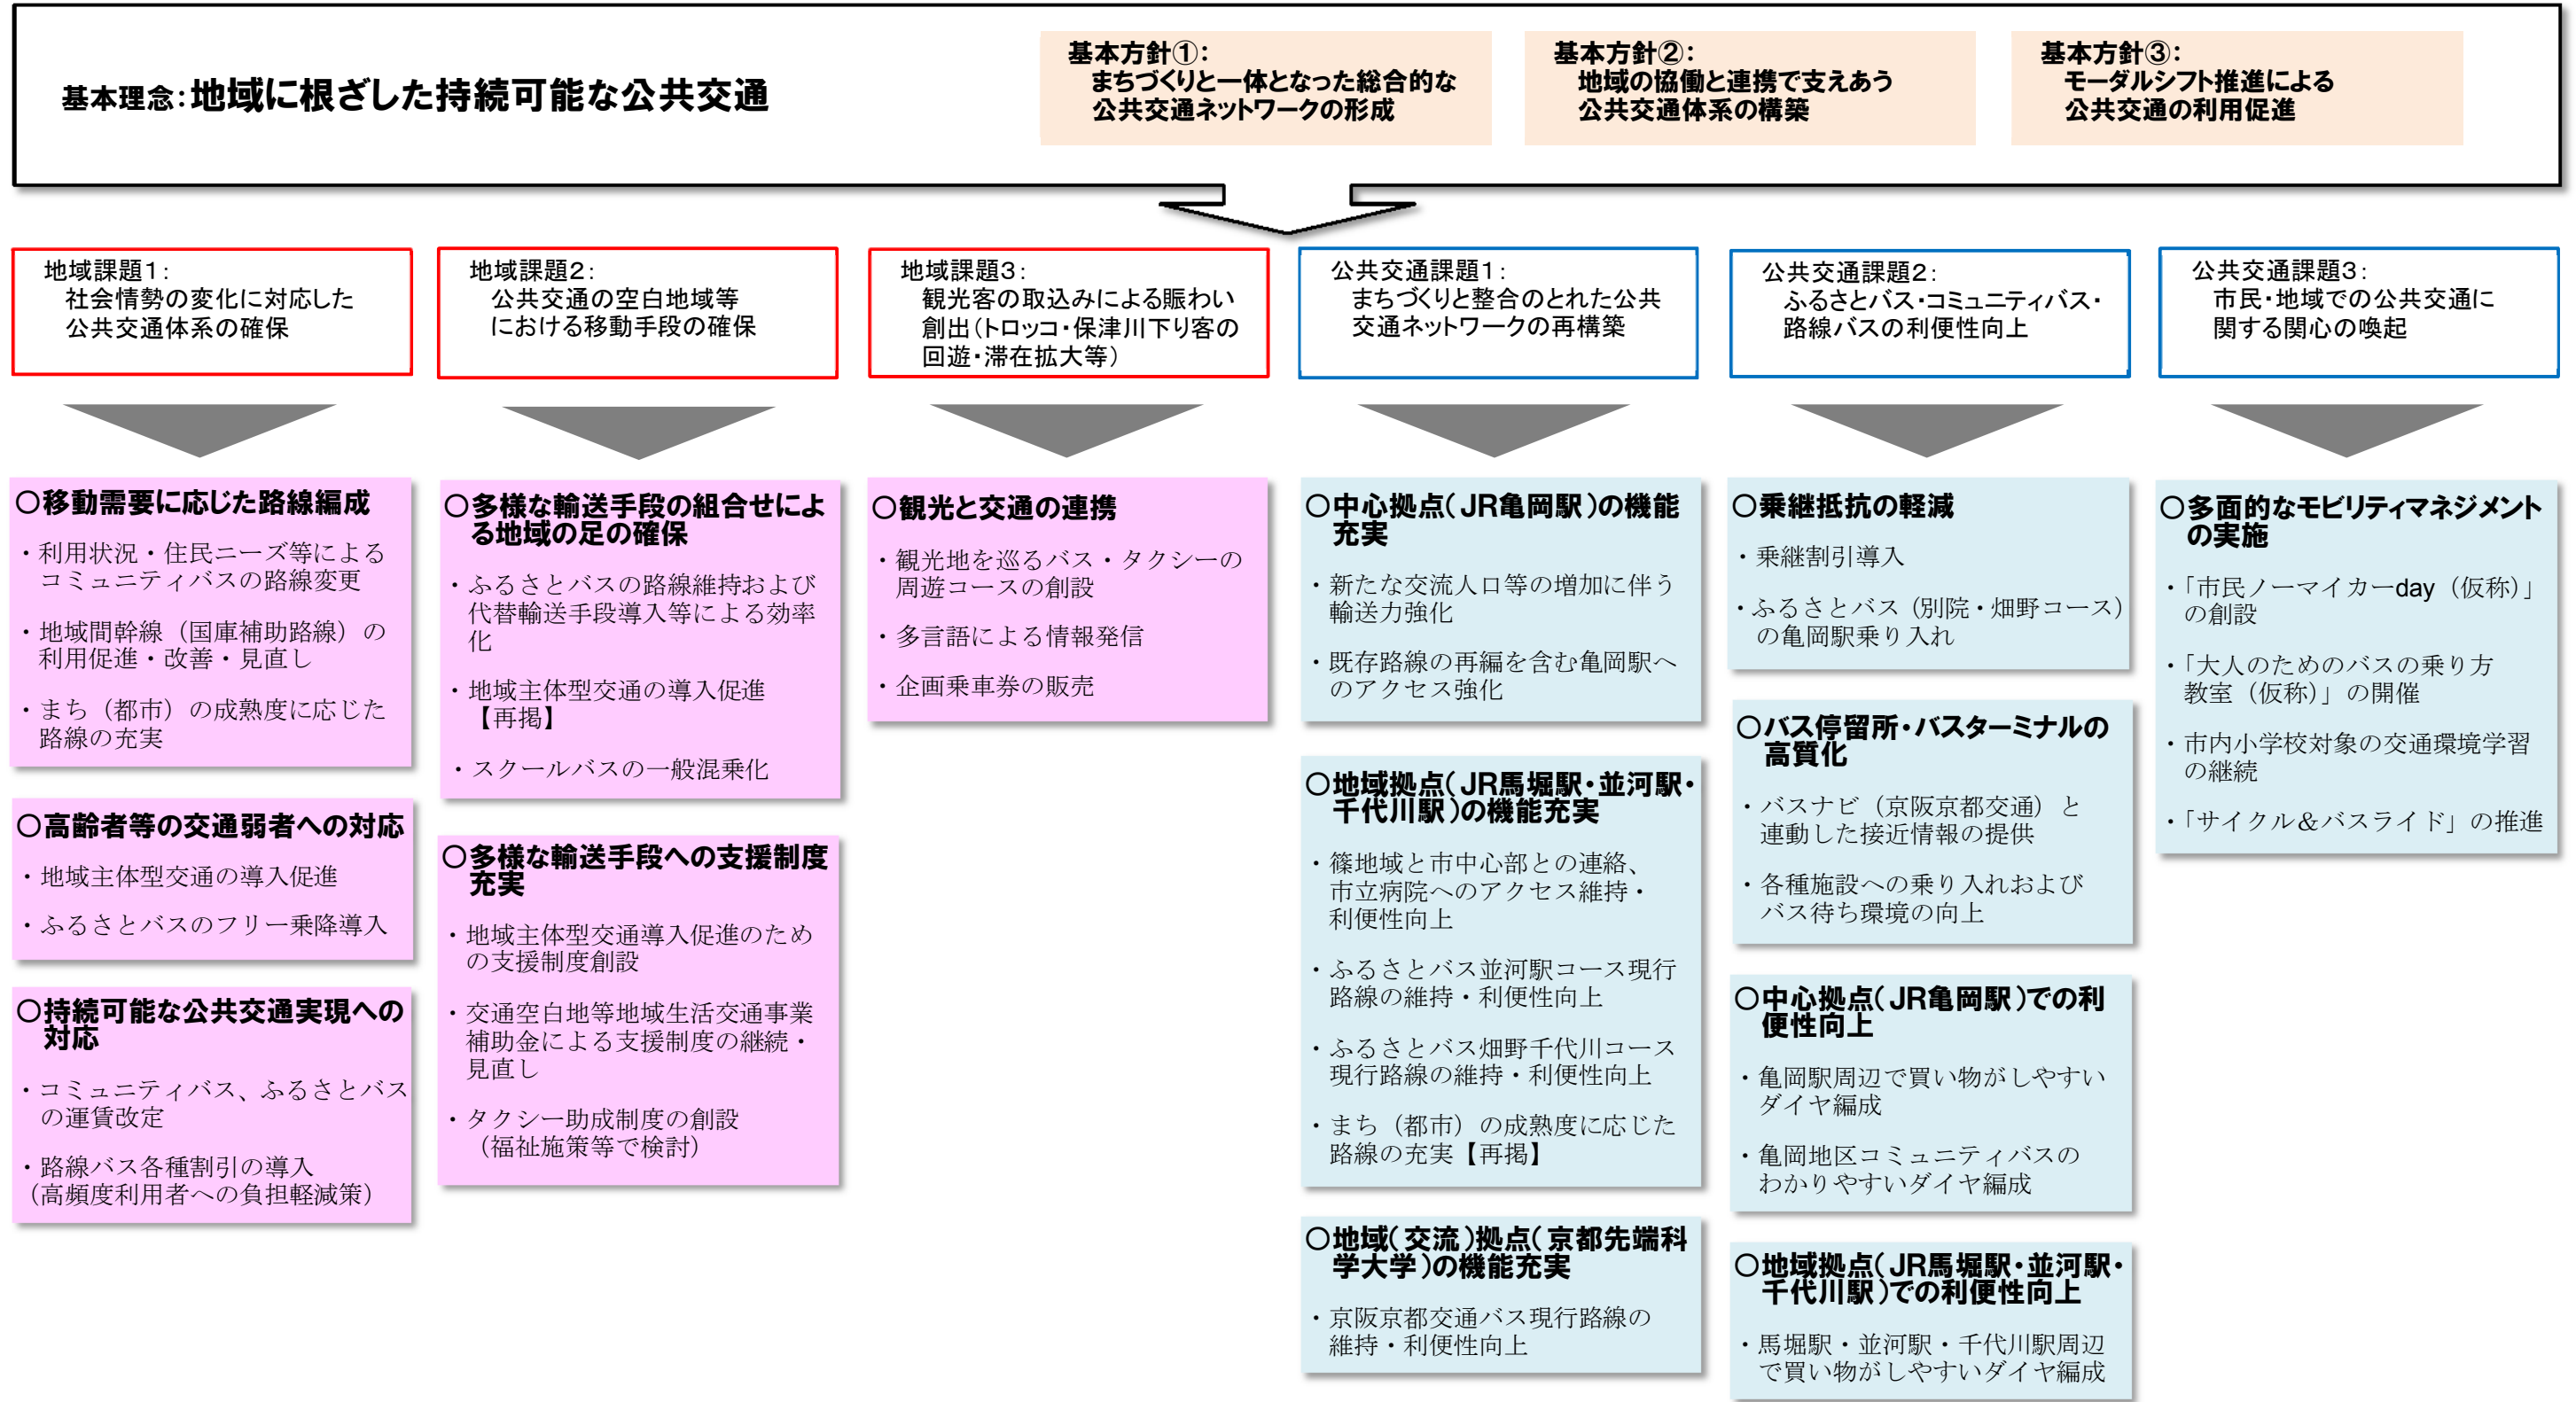 基本理念：地域に根ざした持続可能な公共交通
基本方針①：
まちづくりと一体となった総合的な
公共交通ネットワークの形成
基本方針②：
地域の協働と連携で支えあう
公共交通体系の構築
基本方針③：
モーダルシフト推進による
公共交通の利用促進
地域課題１：
社会情勢の変化に対応した
公共交通体系の確保
地域課題２：
公共交通の空白地域等
における移動手段の確保
地域課題３：
観光客の取込みによる賑わい
創出（トロッコ・保津川下り客の
回遊・滞在拡大等）
公共交通課題１：
まちづくりと整合のとれた公共
交通ネットワークの再構築
公共交通課題２：
ふるさとバス・コミュニティバス・
路線バスの利便性向上
公共交通課題３：
市民・地域での公共交通に
関する関心の喚起
○移動需要に応じた路線編成
・利用状況・住民ニーズ等による
コミュニティバスの路線変更
・地域間幹線（国庫補助路線）の
利用促進・改善・見直し
・まち（都市）の成熟度に応じた
路線の充実
○高齢者等の交通弱者への対応
・地域主体型交通の導入促進
・ふるさとバスのフリー乗降導入
○持続可能な公共交通実現への
対応
・コミュニティバス、ふるさとバス
の運賃改定
・路線バス各種割引の導入
（高頻度利用者への負担軽減策）
○多様な輸送手段の組合せによ
る地域の足の確保
・ふるさとバスの路線維持および
代替輸送手段導入等による効率
化
・地域主体型交通の導入促進
【再掲】
・スクールバスの一般混乗化
○多様な輸送手段への支援制度
充実
・地域主体型交通導入促進のため
の支援制度創設
・交通空白地等地域生活交通事業
補助金による支援制度の継続・
見直し
・タクシー助成制度の創設
（福祉施策等で検討）
○観光と交通の連携
・観光地を巡るバス・タクシーの
周遊コースの創設
・多言語による情報発信
・企画乗車券の販売
○中心拠点（ＪＲ亀岡駅）の機能
充実
・新たな交流人口等の増加に伴う
輸送力強化
・既存路線の再編を含む亀岡駅へ
のアクセス強化
○地域拠点（ＪＲ馬堀駅・並河駅・
千代川駅）の機能充実
・篠地域と市中心部との連絡、
市立病院へのアクセス維持・
利便性向上
・ふるさとバス並河駅コース現行
路線の維持・利便性向上
・ふるさとバス畑野千代川コース
現行路線の維持・利便性向上
・まち（都市）の成熟度に応じた
路線の充実【再掲】
○地域（交流）拠点（京都先端科
学大学）の機能充実
・京阪京都交通バス現行路線の
維持・利便性向上
○乗継抵抗の軽減
・乗継割引導入
・ふるさとバス（別院・畑野コース）
の亀岡駅乗り入れ
○バス停留所・バスターミナルの
高質化
・バスナビ（京阪京都交通）と
連動した接近情報の提供
・各種施設への乗り入れおよび
バス待ち環境の向上
○中心拠点（ＪＲ亀岡駅）での利
便性向上
・亀岡駅周辺で買い物がしやすい
ダイヤ編成
・亀岡地区コミュニティバスの
わかりやすいダイヤ編成
○地域拠点（ＪＲ馬堀駅・並河駅・
千代川駅）での利便性向上
・馬堀駅・並河駅・千代川駅周辺
で買い物がしやすいダイヤ編成
○多面的なモビリティマネジメント
の実施
・「市民ノーマイカーday（仮称）」
の創設
・「大人のためのバスの乗り方
教室（仮称）」の開催
・市内小学校対象の交通環境学習
の継続
・「サイクル＆バスライド」の推進